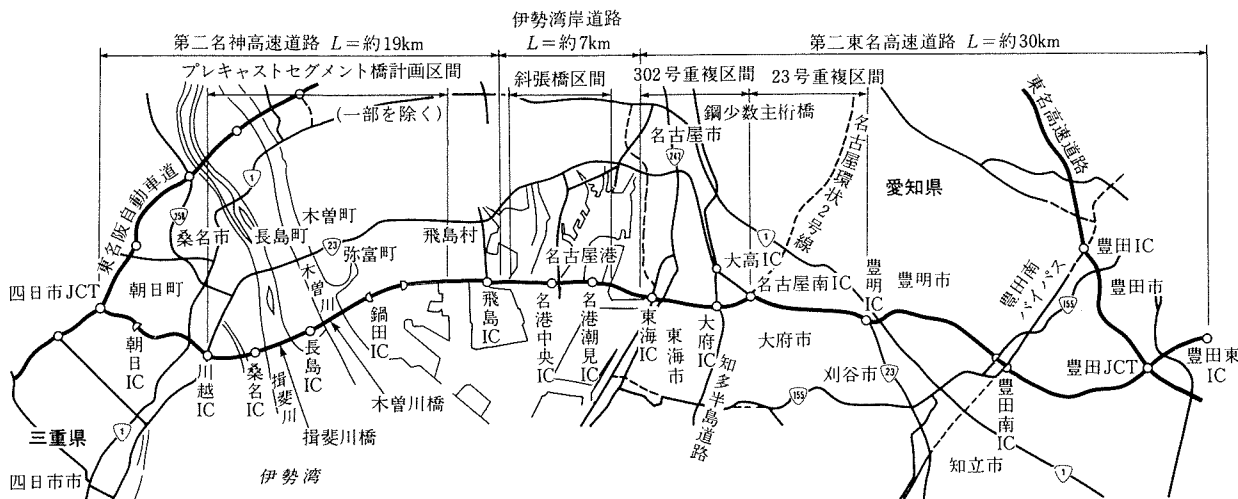 伊勢湾岸道路
第二名神高速道路 L=約19km
L=約7km
第二東名高速道路 L=約30km
プレキャストセグメント橋計画区間
(一部を除く)
斜張橋区間
302号重複区間
23号重複区間
鋼少数主桁橋
東名阪自動車道
258
1
桑名市
長島町
木曽町
23
弥富町
木曽川
飛島村
名古屋港
名古屋市
247
名古屋環状2号線
愛知県
東名高速道路
1
大高IC
名古屋南IC
豊明IC
豊明市
豊田南バイパス
豊田IC
155
豊田市
四日市JCT
朝日町
朝日IC
川越IC
桑名IC
揖斐川
長島IC
鍋田IC
木曽川橋
揖斐川橋
飛島IC
名港中央IC
名港潮見IC
東海IC
東海市
大府IC
知多半島道路
大府市
155
刈谷市
23
豊田南IC
豊田JCT
豊田東IC
知立市
1
三重県
1
四日市市
伊勢湾